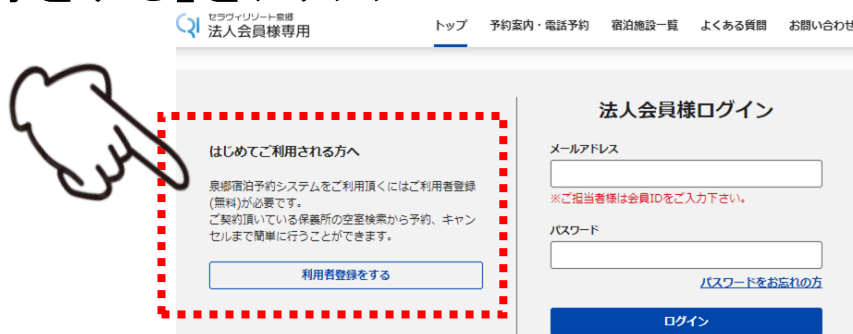 セラヴィリゾート泉郷
法人会員様専用
トップ 予約案内・電話予約 宿泊施設一覧 よくある質問 お問い合わせ
はじめてご利用される方へ
泉郷宿泊予約システムをご利用頂くにはご利用者登録
(無料)が必要です。
ご契約頂いている保養所の空室検索から予約、キャン
セルまで簡単に行うことができます。
利用者登録をする
法人会員様ログイン
メールアドレス
※ご担当者様は会員IDをご入力下さい。
パスワード
パスワードをお忘れの方
ログイン